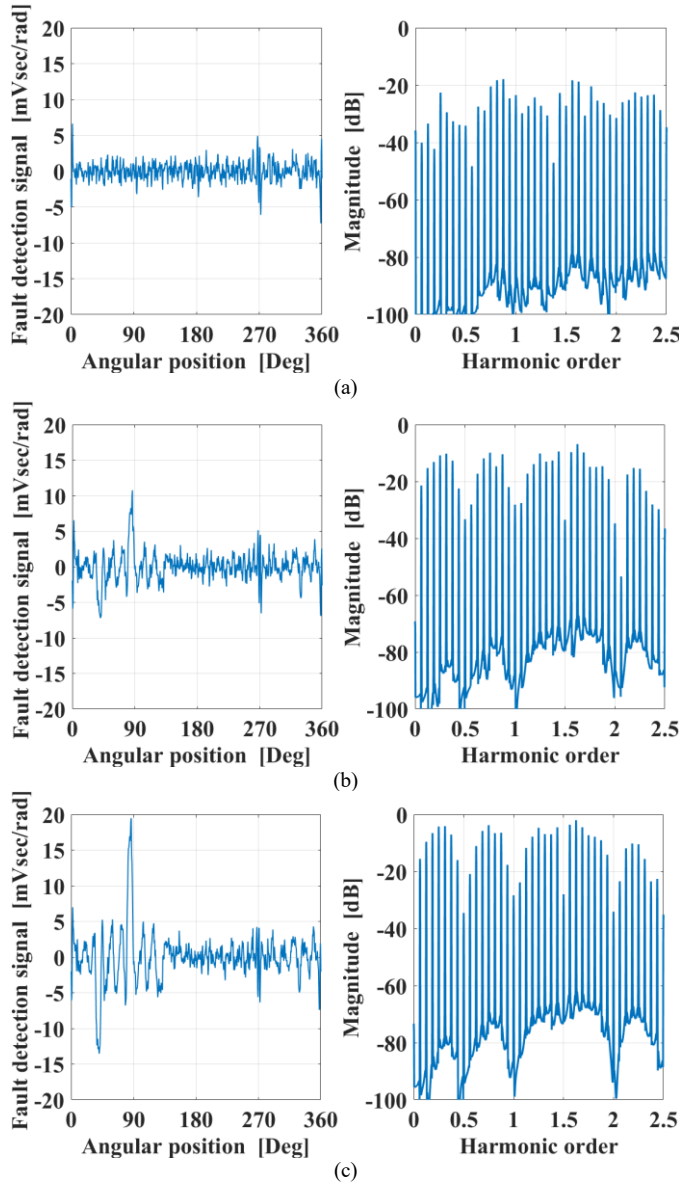 Fault detection signal [mVsec/rad]
20
15
10
5
0
-5
-10
-15
-20
0 90 180 270 360
Angular position [Deg]
Magnitude [dB]
0
-20
-40
-60
-80
-100
0 0.5 1 1.5 2 2.5
Harmonic order
(a)
Fault detection signal [mVsec/rad]
20
15
10
5
0
-5
-10
-15
-20
0 90 180 270 360
Angular position [Deg]
Magnitude [dB]
0
-20
-40
-60
-80
-100
0 0.5 1 1.5 2 2.5
Harmonic order
(b)
Fault detection signal [mVsec/rad]
20
15
10
5
0
-5
-10
-15
-20
0 90 180 270 360
Angular position [Deg]
Magnitude [dB]
0
-20
-40
-60
-80
-100
0 0.5 1 1.5 2 2.5
Harmonic order
(c)